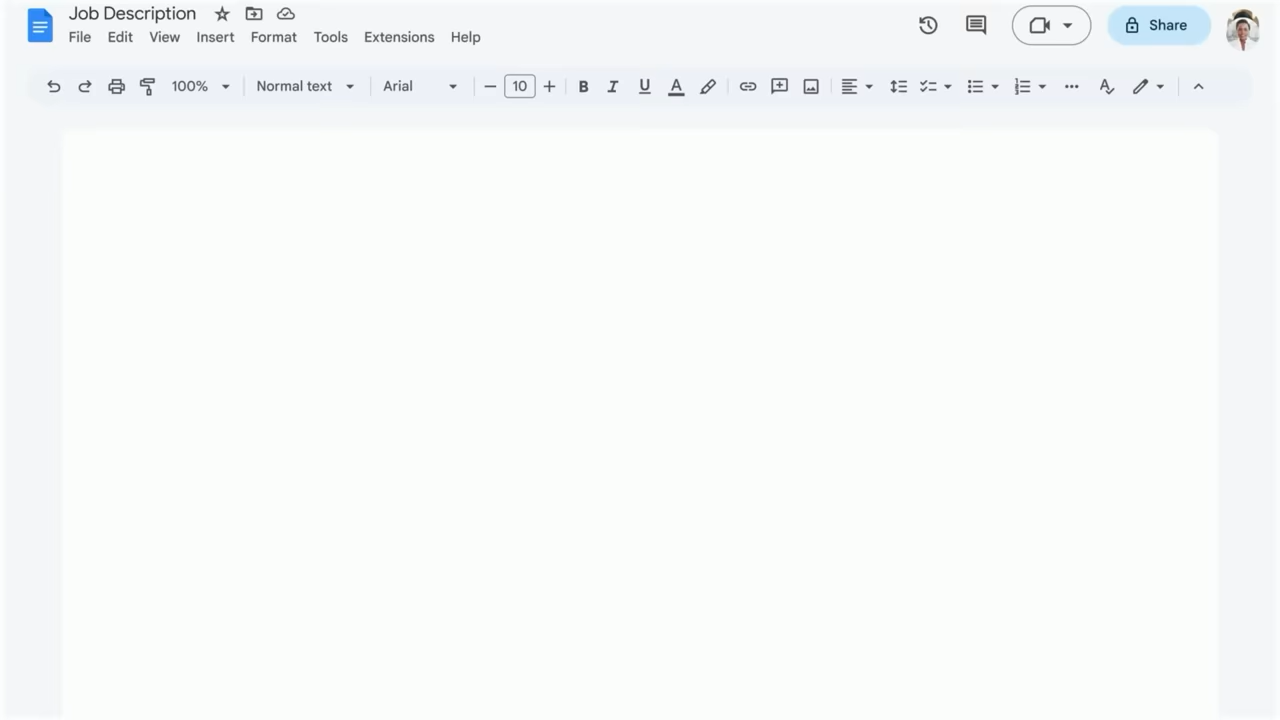 Job Description
File Edit View Insert Format Tools Extensions Help
Share
100% Normal text Arial 10